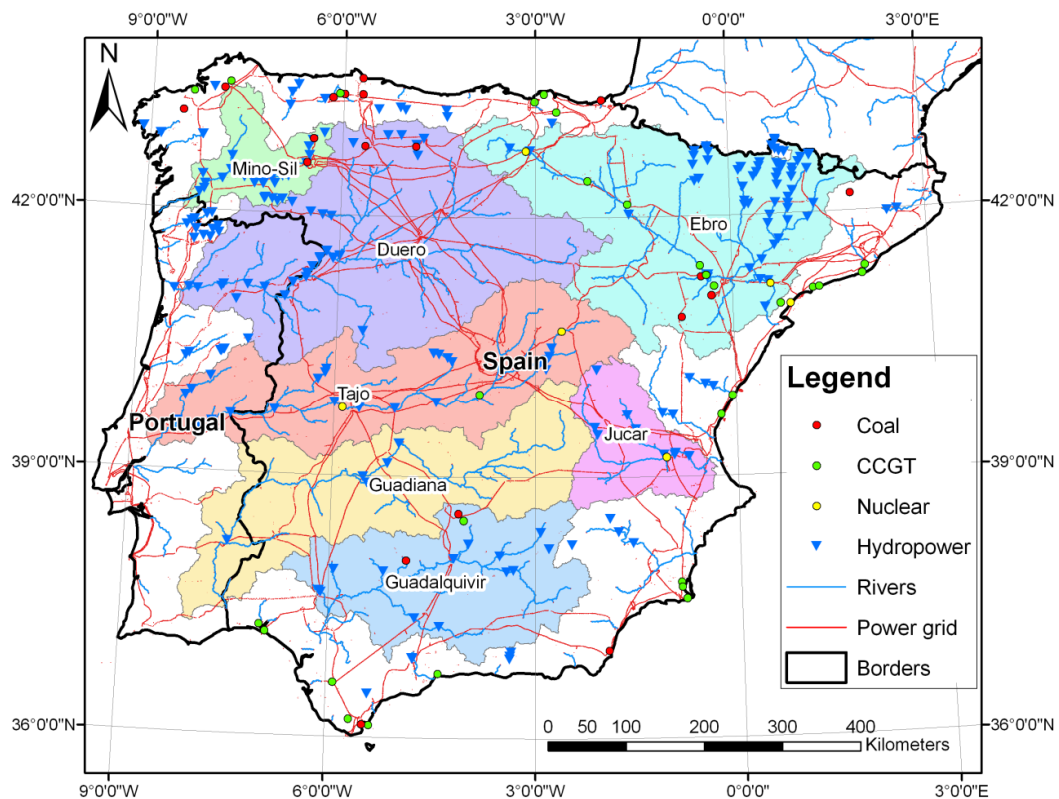 9°0'0"W 6°0'0"W 3°0'0"W 0°0'0" 3°0'0"E
N
Mino-Sil
42°0'0"N 42°0'0"N
Ebro
Duero
Spain
Legend
Tajo
Portugal
Coal
Jucar
CCGT
39°0'0"N 39°0'0"N
Guadiana
Nuclear
Hydropower
Guadalquivir
Rivers
Power grid
Borders
36°0'0"N 36°0'0"N
0 50 100 200 300 400
Kilometers
9°0'0"W 6°0'0"W 3°0'0"W 0°0'0" 3°0'0"E